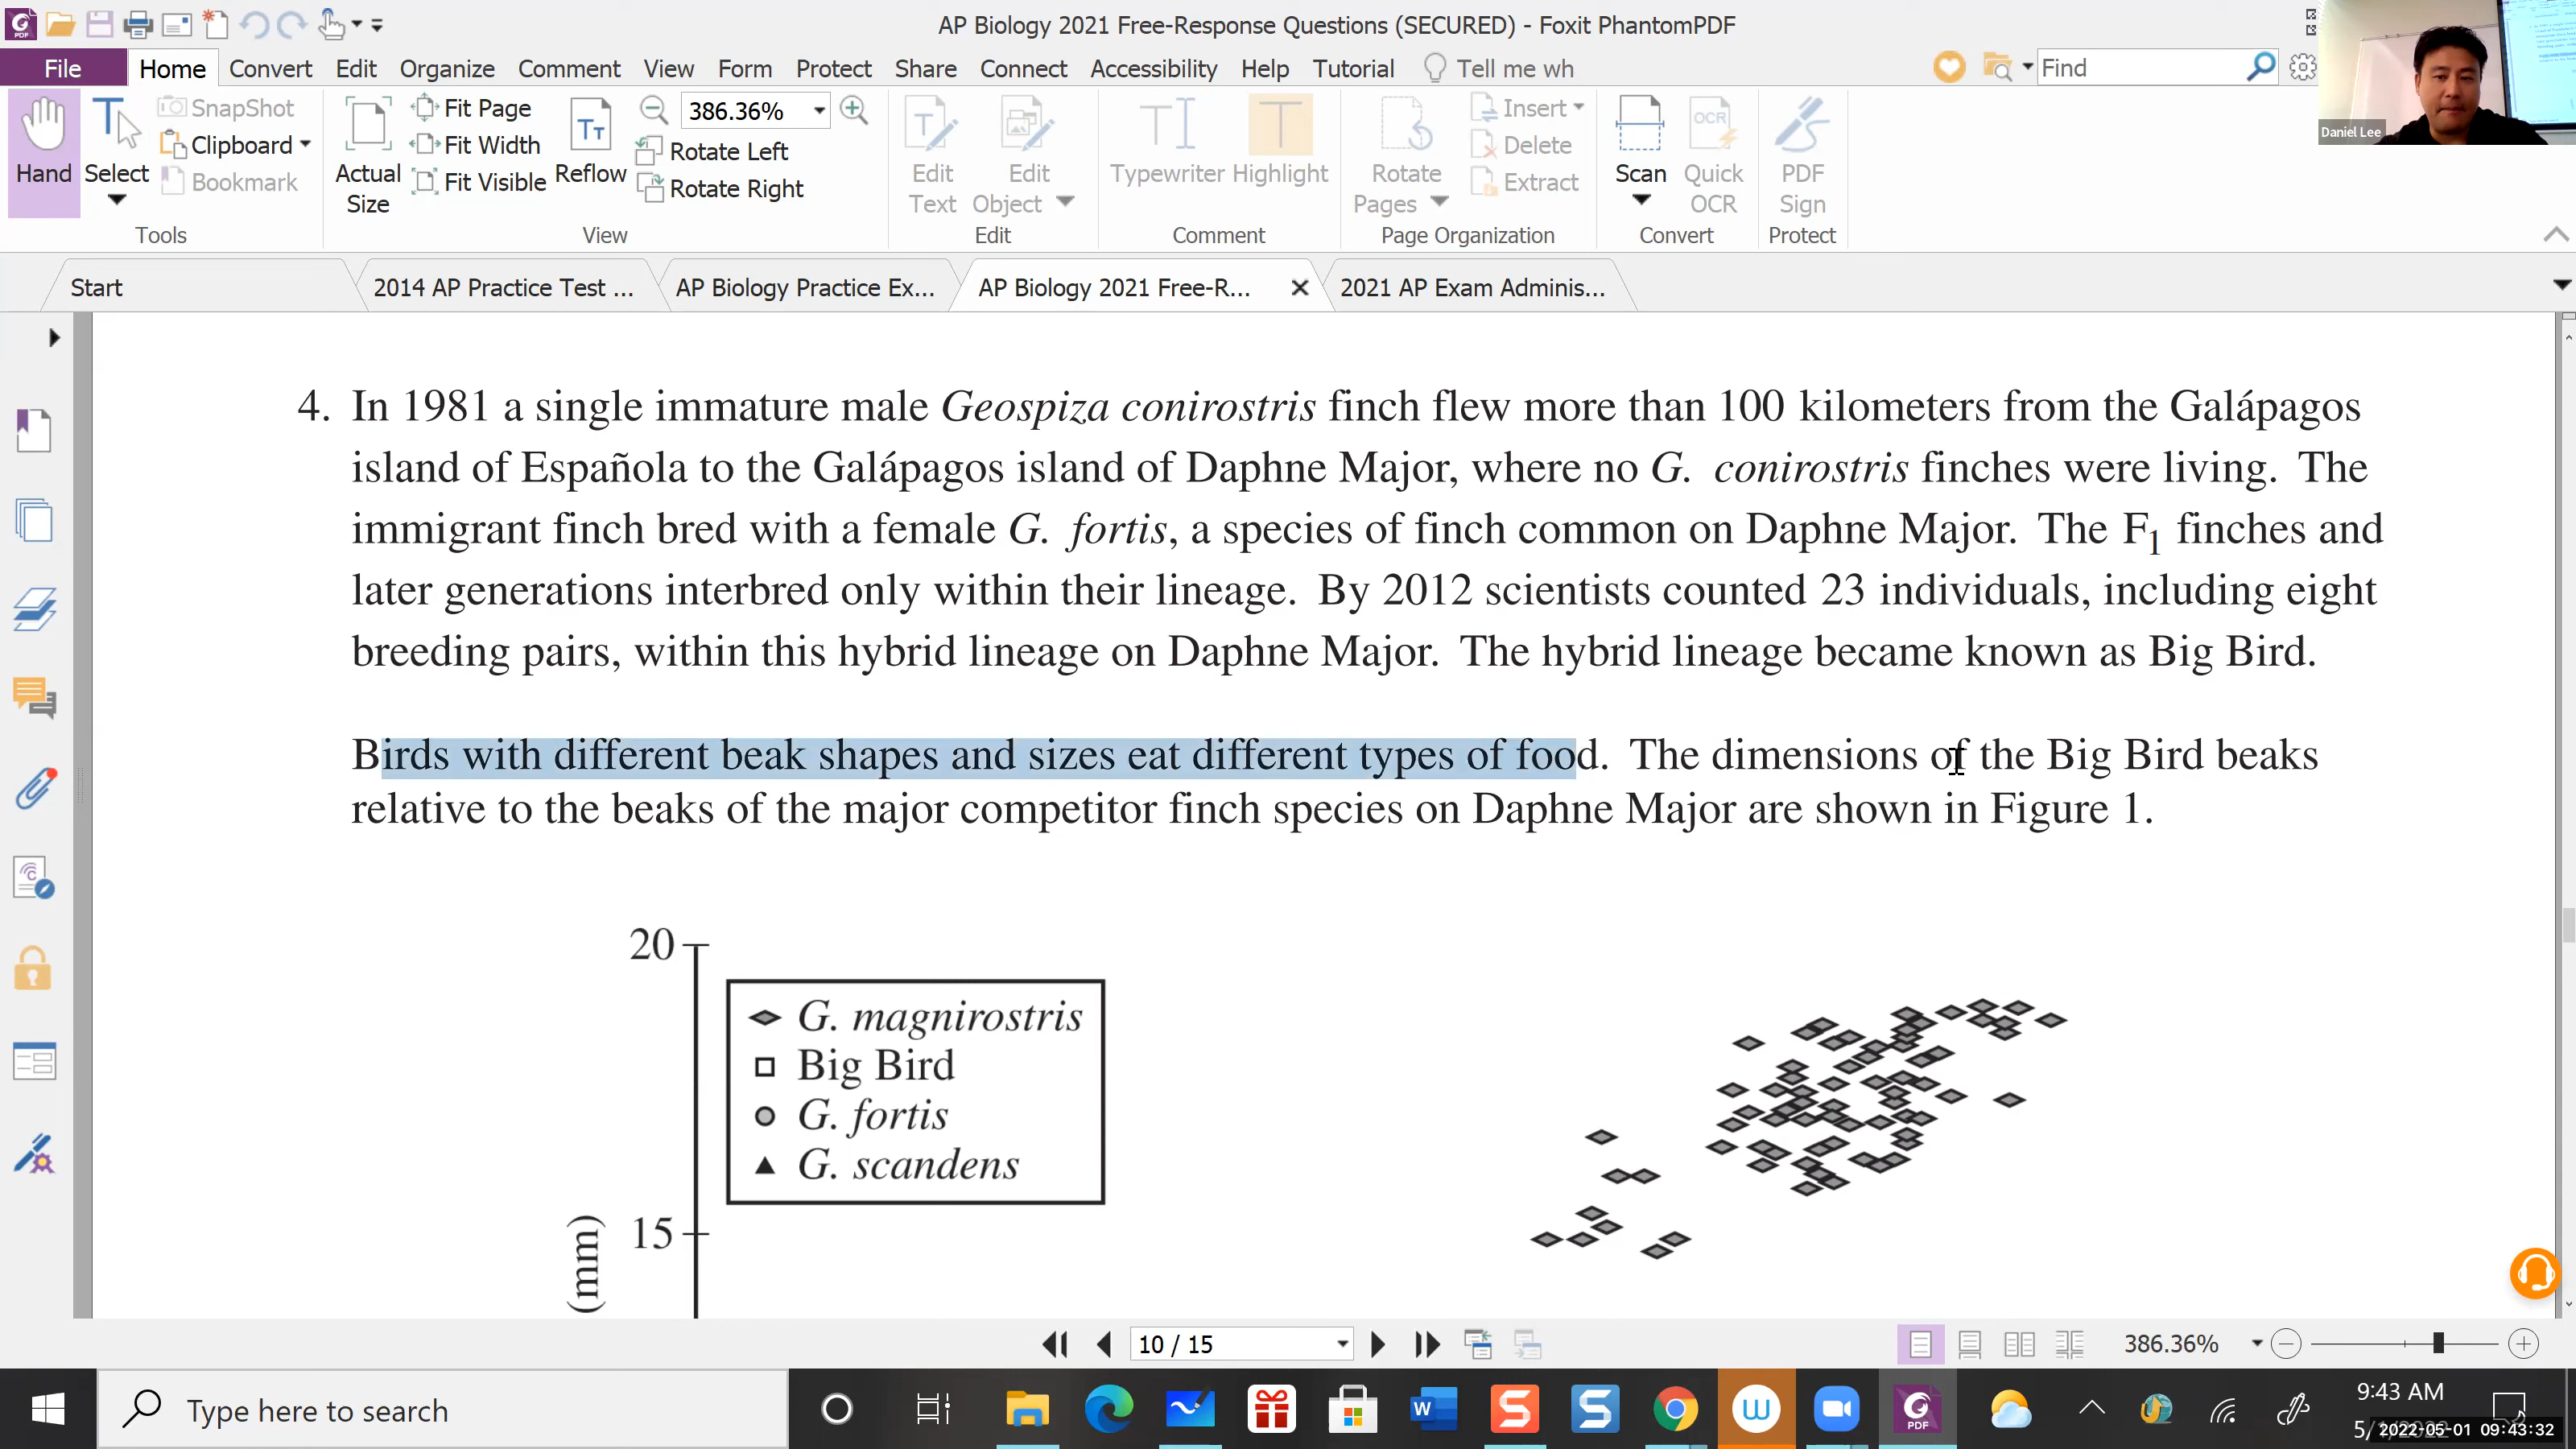 AP Biology 2021 Free-Response Questions (SECURED) - Foxit PhantomPDF
File Home Convert Edit Organize Comment View Form Protect Share Connect Accessibility Help Tutorial Tell me wh Find
Daniel Lee
Hand
Select
SnapShot
Clipboard
Bookmark
Tools
Actual Size
Fit Page
Fit Width
Fit Visible
Reflow
386.36%
Rotate Left
Rotate Right
View
Edit Text
Edit Object
Edit
Typewriter
Highlight
Comment
Rotate Pages
Insert
Delete
Extract
Page Organization
Scan
OCR
Quick OCR
Convert
PDF Sign
Protect
Start
2014 AP Practice Test ...
AP Biology Practice Ex...
AP Biology 2021 Free-R...
2021 AP Exam Adminis...
4. In 1981 a single immature male Geospiza conirostris finch flew more than 100 kilometers from the Galápagos
island of Española to the Galápagos island of Daphne Major, where no G. conirostris finches were living. The
immigrant finch bred with a female G. fortis, a species of finch common on Daphne Major. The F1 finches and
later generations interbred only within their lineage. By 2012 scientists counted 23 individuals, including eight
breeding pairs, within this hybrid lineage on Daphne Major. The hybrid lineage became known as Big Bird.
Birds with different beak shapes and sizes eat different types of food. The dimensions of the Big Bird beaks
relative to the beaks of the major competitor finch species on Daphne Major are shown in Figure 1.
20
G. magnirostris
Big Bird
G. fortis
G. scandens
15
(mm)
10 / 15
386.36%
Type here to search
9:43 AM
2022-05-01 09:43:32